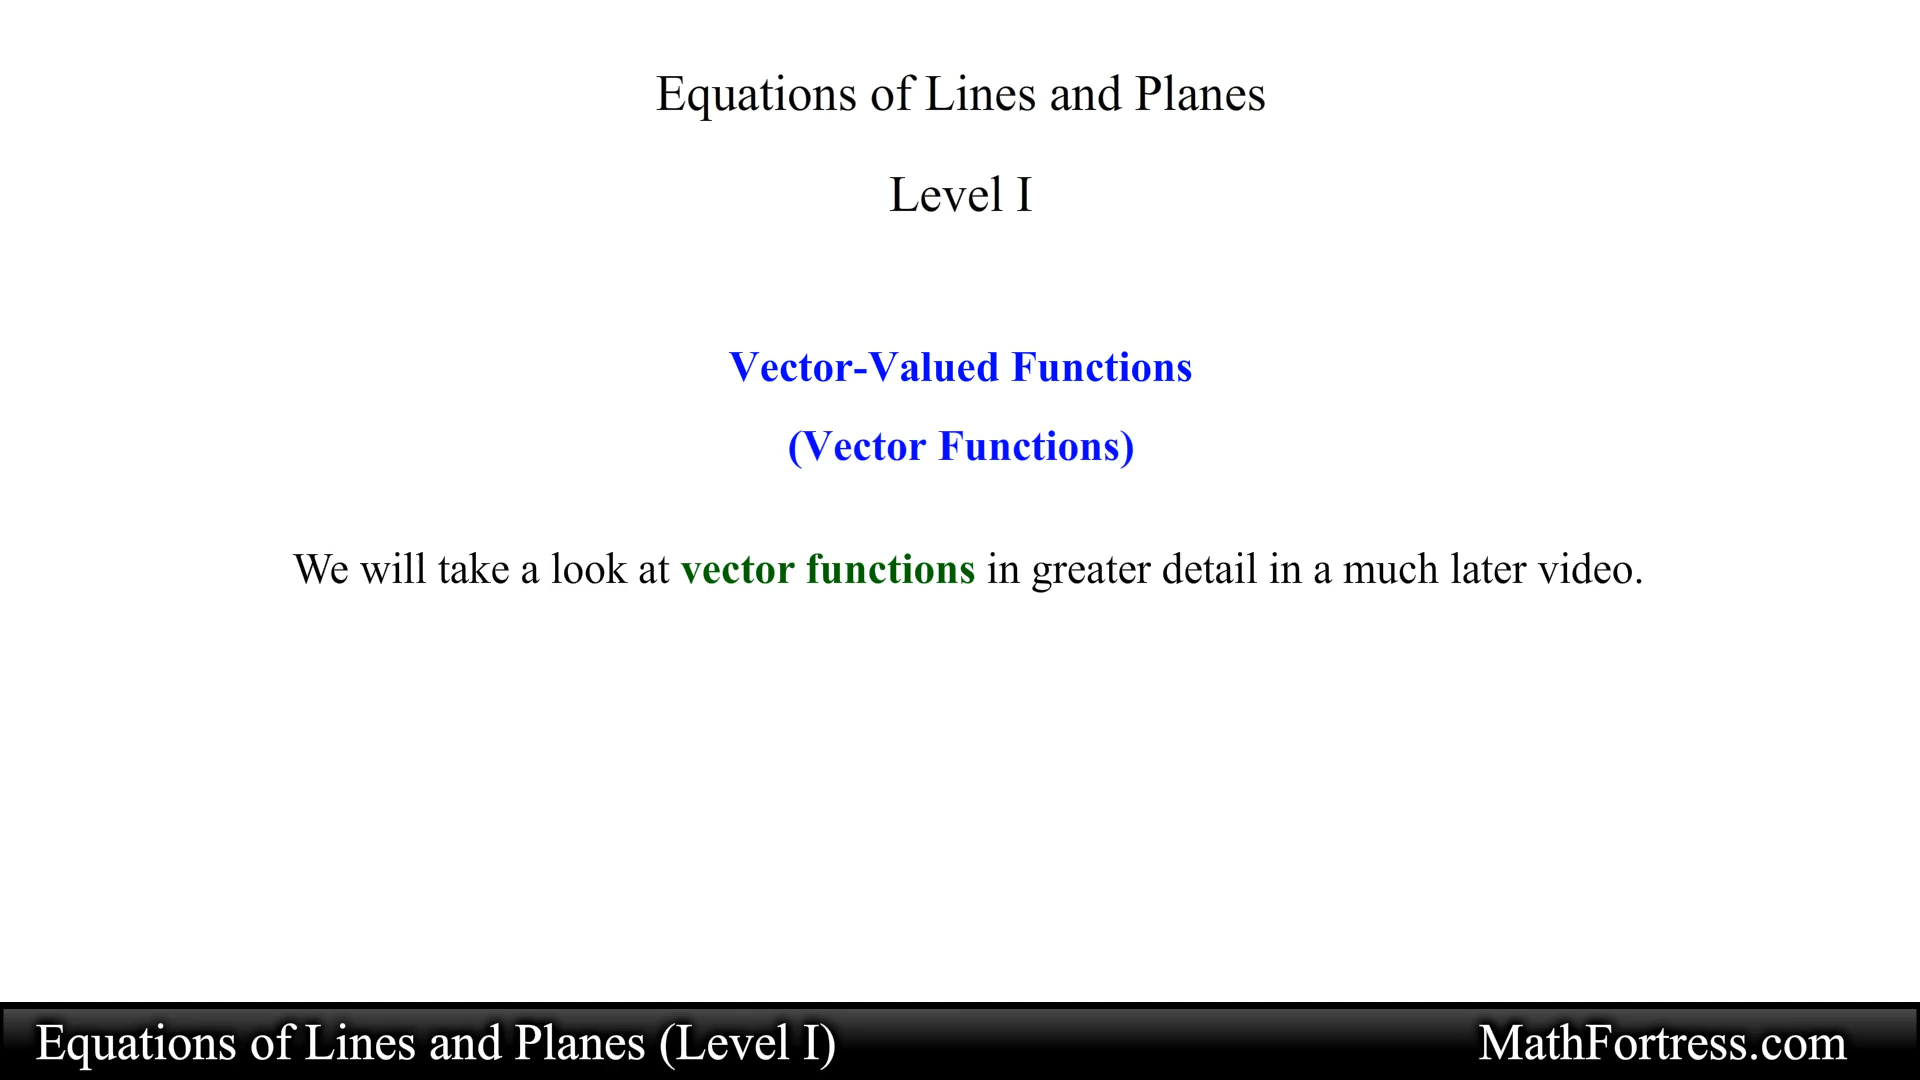 Equations of Lines and Planes
Level I
Vector-Valued Functions
(Vector Functions)
We will take a look at vector functions in greater detail in a much later video.
Equations of Lines and Planes (Level I)
MathFortress.com